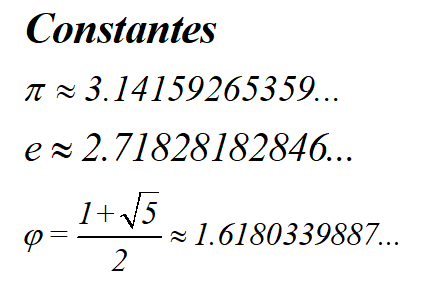 Constantes
π ≈ 3.14159265359...
e ≈ 2.71828182846...
φ = (1+√5)/2 ≈ 1.6180339887...